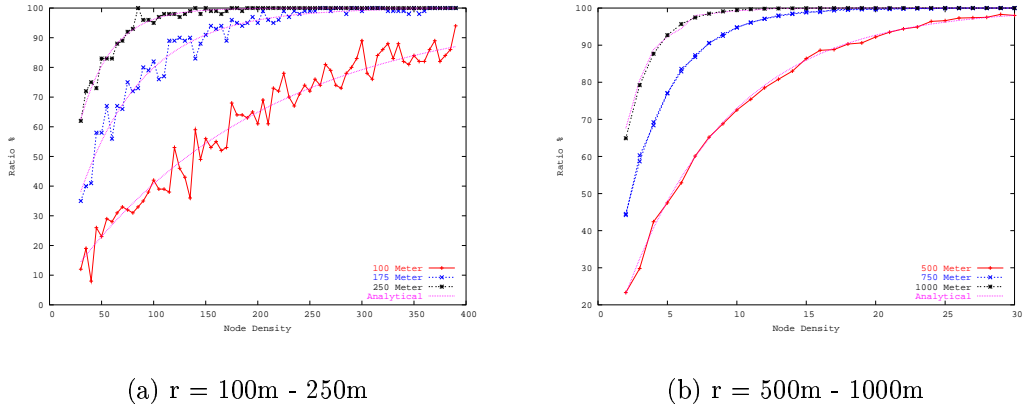 100
90
80
70
60
50
40
30
20
10
0
Ratio %
0 50 100 150 200 250 300 350 400
Node Density
100 Meter
175 Meter
250 Meter
Analytical
(a) r = 100m - 250m
100
90
80
70
60
50
40
30
20
Ratio %
0 5 10 15 20 25 30
Node Density
500 Meter
750 Meter
1000 Meter
Analytical
(b) r = 500m - 1000m